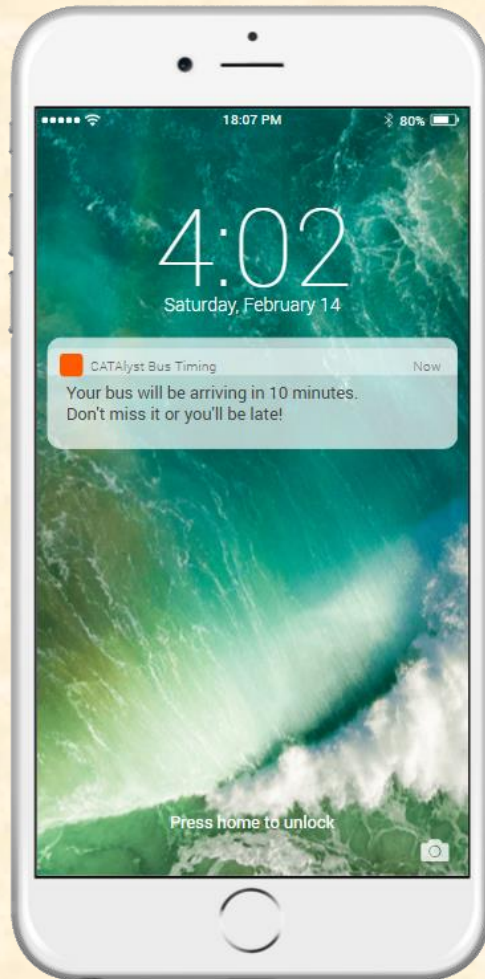 18:07 PM
80%
4:02
Saturday, February 14
CATAlyst Bus Timing
Now
Your bus will be arriving in 10 minutes.
Don't miss it or you'll be late!
Press home to unlock